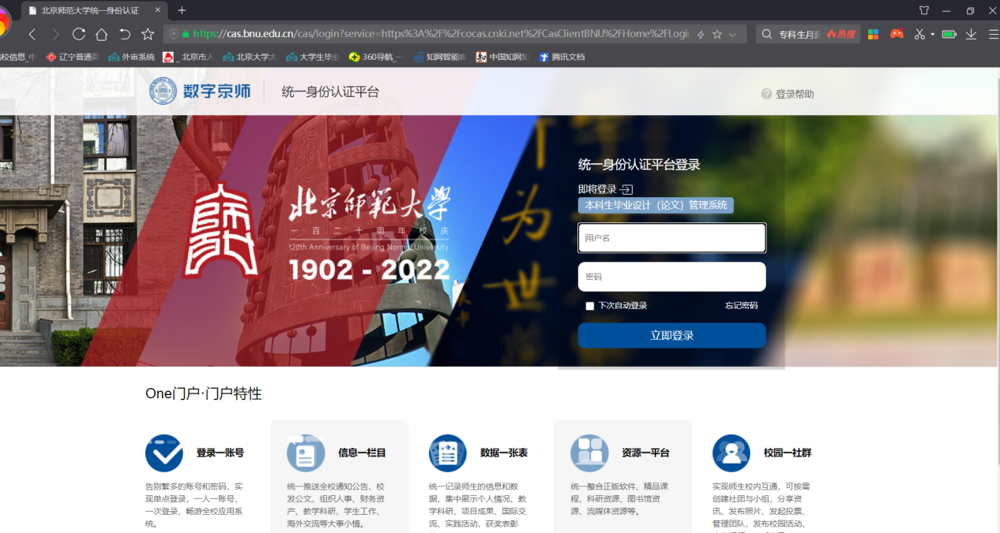 北京师范大学统一身份认证
https://cas.bnu.edu.cn/cas/login?service=https%3A%2F%2Fcocas.cnki.net%2FCasClientBNU%2FHome%2FLogi
专科生月
热搜
校信息_中
辽宁普通高
外审系统
_ 北京市人
北京大学大
大学生毕业
360导航_一
知网智能客
中国知网知
腾讯文档
数字京师
统一身份认证平台
登录帮助
北京師範大學
一百二十周年校庆
120th Anniversary of Beijing Normal University
1902 - 2022
为
世
统一身份认证平台登录
即将登录
本科生毕业设计（论文）管理系统
用户名
密码
下次自动登录
忘记密码
立即登录
One门户·门户特性
登录一账号
告别繁多的账号和密码，实
现单点登录，一人一账号，
一次登录，畅游全校应用系
统。
信息一栏目
统一推送全校通知公告、校
发公文、组织人事、财务资
产、教学科研、学生工作、
海外交流等大事小情。
数据一张表
统一记录师生的信息和数
据，集中展示个人情况、教
学科研、项目成果、国际交
流、实践活动、获奖表彰
资源一平台
统一整合正版软件、精品课
程、科研资源、图书馆资
源、流媒体资源等。
校园一社群
实现师生校内互通，可按需
创建社团与小组，分享资
讯、发布照片、发起投票、
管理团队，发布校园活动、